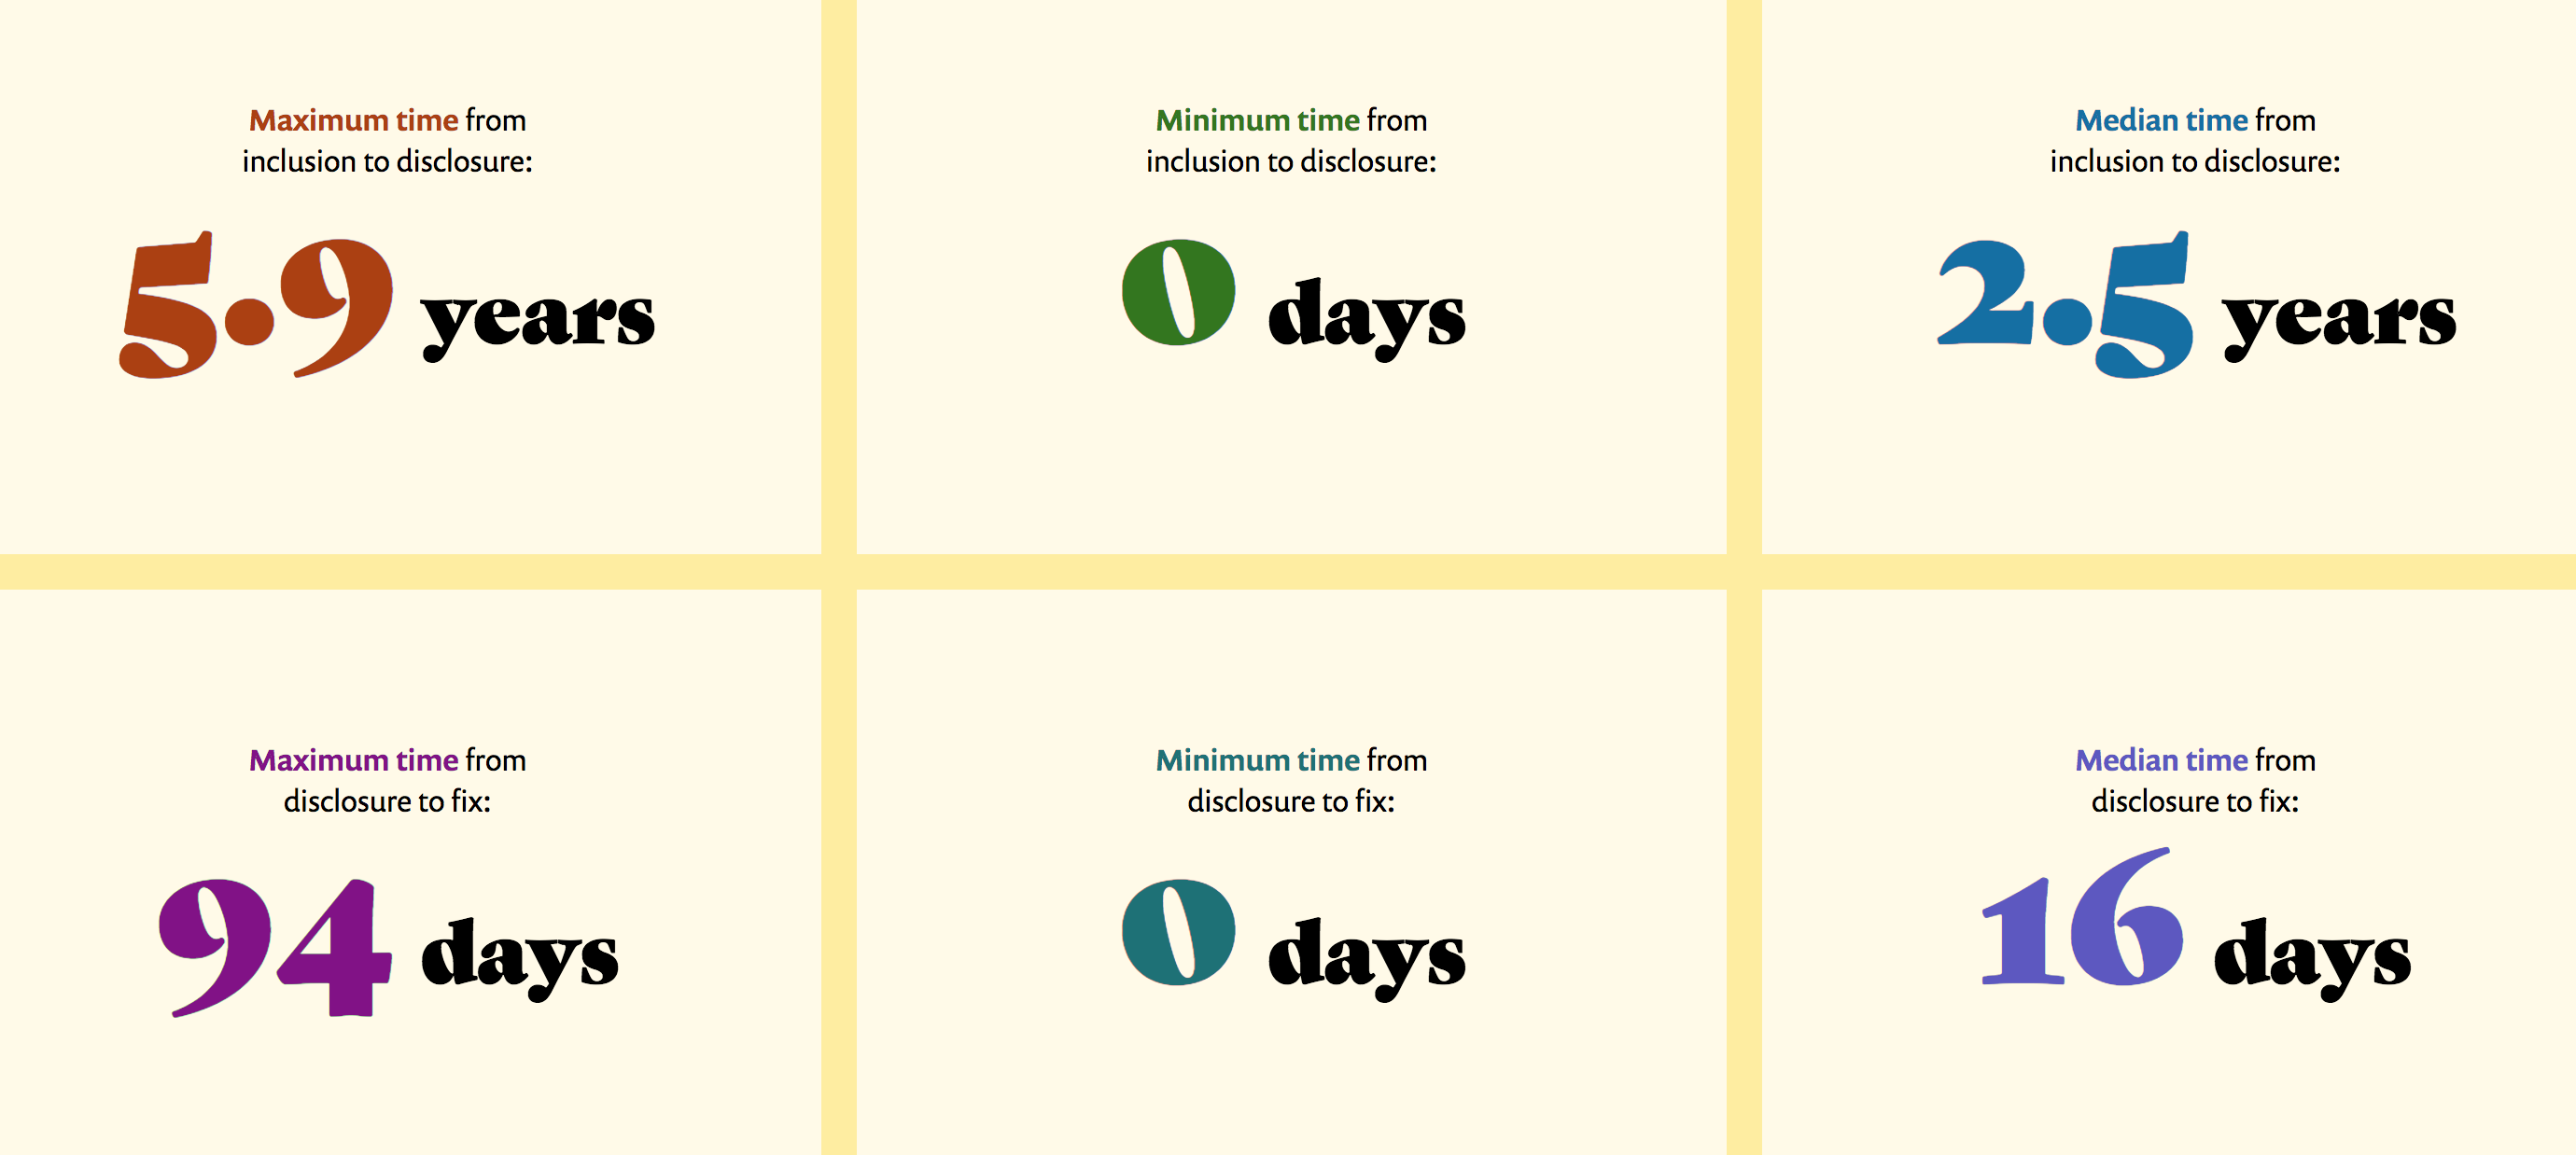 Maximum time from
inclusion to disclosure:
5.9 years
Minimum time from
inclusion to disclosure:
0 days
Median time from
inclusion to disclosure:
2.5 years
Maximum time from
disclosure to fix:
94 days
Minimum time from
disclosure to fix:
0 days
Median time from
disclosure to fix:
16 days